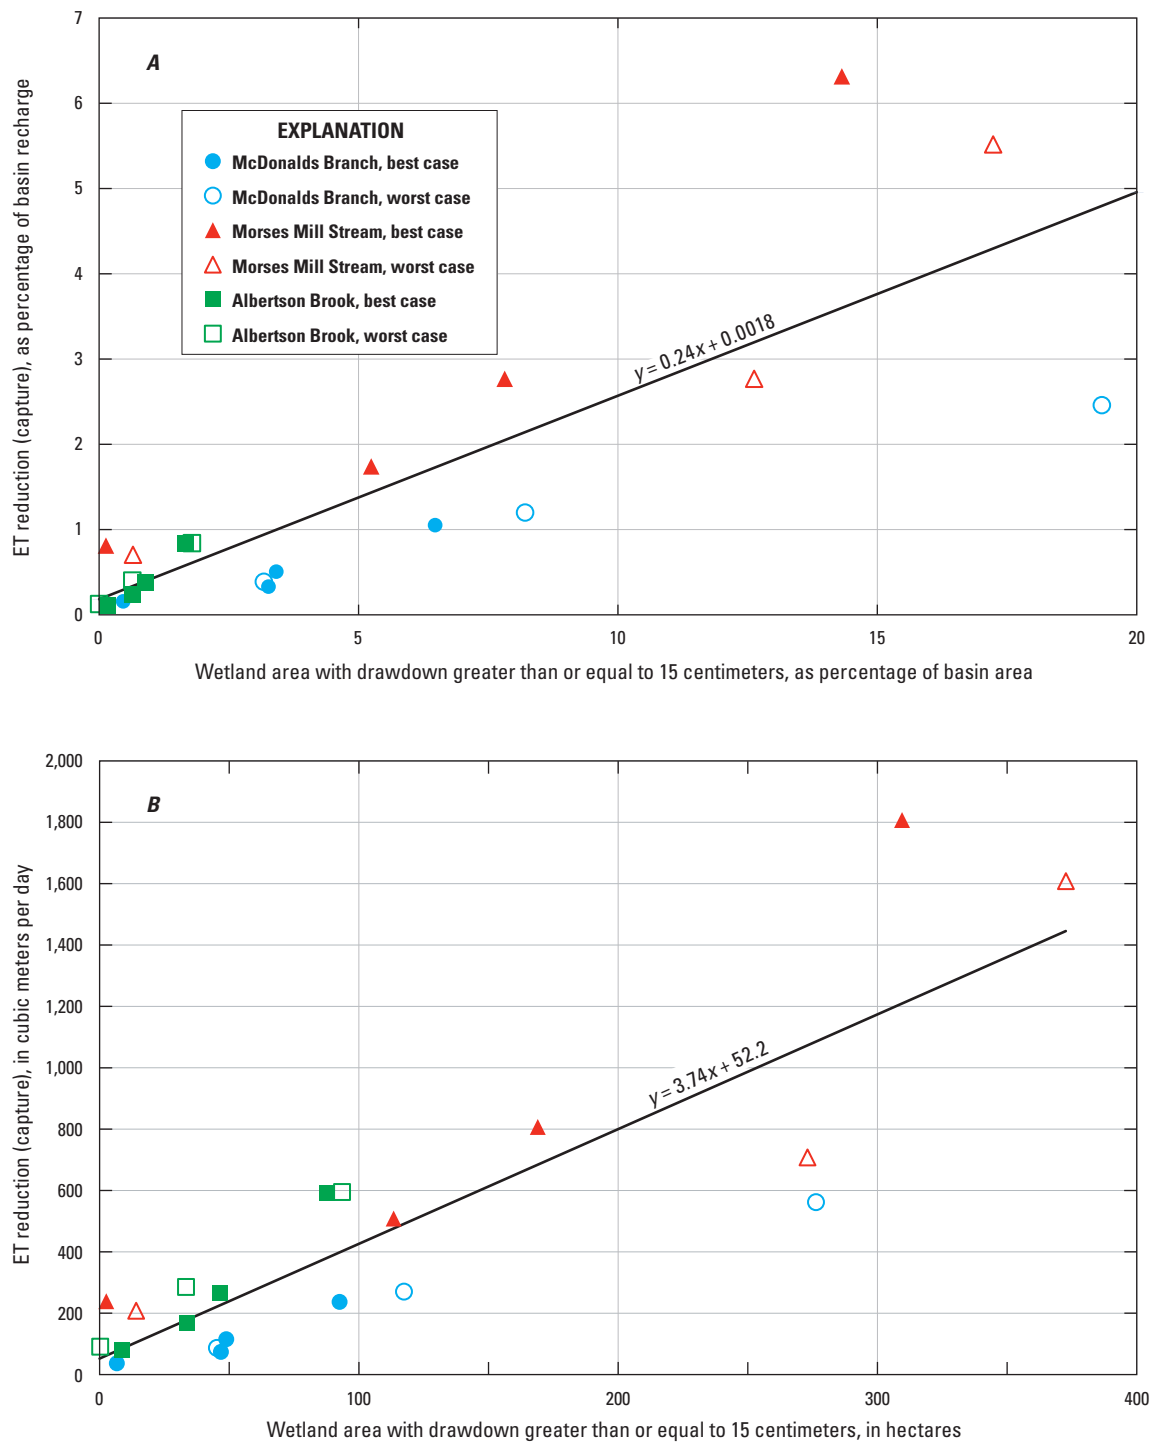 7
6
5
4
3
2
1
0
ET reduction (capture), as percentage of basin recharge
A
EXPLANATION
McDonalds Branch, best case
McDonalds Branch, worst case
Morses Mill Stream, best case
Morses Mill Stream, worst case
Albertson Brook, best case
Albertson Brook, worst case
y = 0.24x + 0.0018
0 5 10 15 20
Wetland area with drawdown greater than or equal to 15 centimeters, as percentage of basin area
2,000
1,800
1,600
1,400
1,200
1,000
800
600
400
200
0
ET reduction (capture), in cubic meters per day
B
y = 3.74x + 52.2
0 100 200 300 400
Wetland area with drawdown greater than or equal to 15 centimeters, in hectares